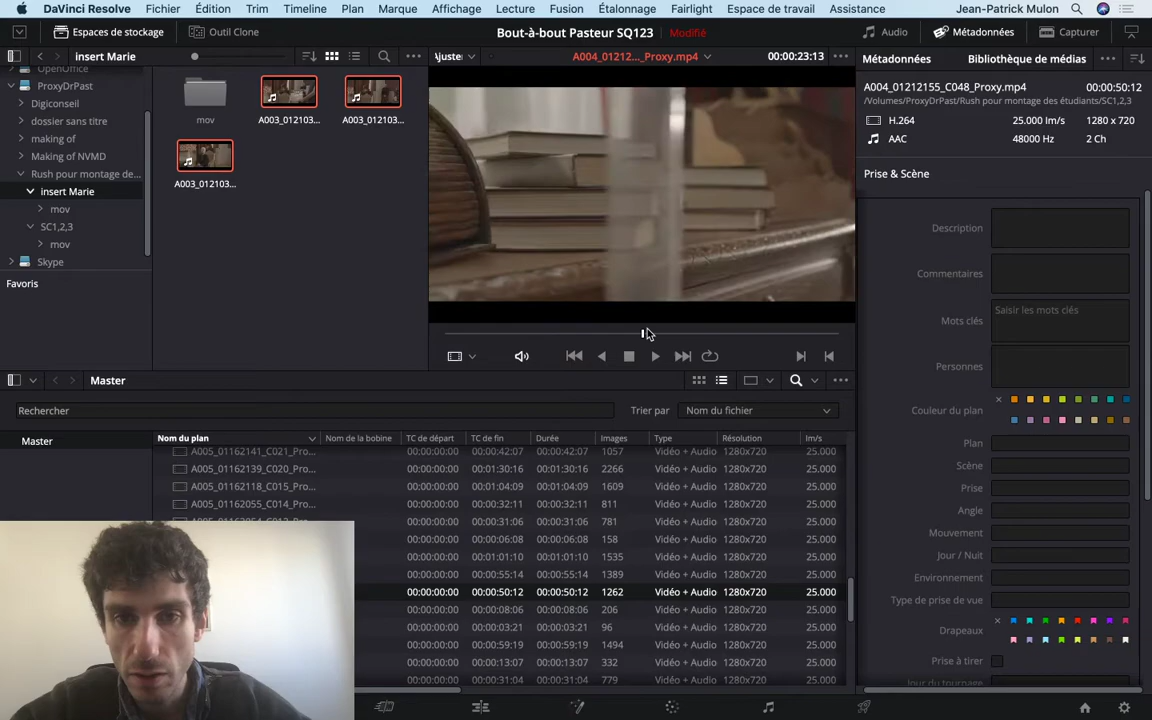 DaVinci Resolve Fichier Édition Trim Timeline Plan Marque Affichage Lecture Fusion Étalonnage Fairlight Espace de travail Assistance Jean-Patrick Mulon
Espaces de stockage Outil Clone Bout-à-bout Pasteur SQ123 Modifié Audio Métadonnées Capturer
insert Marie Ajuster A004_01212..._Proxy.mp4 00:00:23:13 Métadonnées Bibliothèque de médias
OpenOffice
ProxyDrPast
Digiconseil
dossier sans titre
making of
Making of NVMD
Rush pour montage de...
insert Marie
mov
SC1,2,3
mov
Skype
Favoris
mov A003_012103... A003_012103...
A003_012103...
A004_01212155_C048_Proxy.mp4 00:00:50:12
/Volumes/ProxyDrPast/Rush pour montage des étudiants/SC1,2,3
H.264 25.000 Im/s 1280 x 720
AAC 48000 Hz 2 Ch
Prise & Scène
Description
Commentaires
Mots clés Saisir les mots clés
Personnes
Couleur du plan
Plan
Scène
Prise
Angle
Mouvement
Jour / Nuit
Environnement
Type de prise de vue
Drapeaux
Prise à tirer
Jour du tournage
Master
Rechercher Trier par Nom du fichier
Master
Nom du plan Nom de la bobine TC de départ TC de fin Durée Images Type Résolution Im/s
A005_01162141_C021_Pro... 00:00:00:00 00:00:42:07 00:00:42:07 1057 Vidéo + Audio 1280x720 25.000
A005_01162139_C020_Pro... 00:00:00:00 00:01:30:16 00:01:30:16 2266 Vidéo + Audio 1280x720 25.000
A005_01162118_C015_Pro... 00:00:00:00 00:01:04:09 00:01:04:09 1609 Vidéo + Audio 1280x720 25.000
A005_01162055_C014_Pro... 00:00:00:00 00:00:32:11 00:00:32:11 811 Vidéo + Audio 1280x720 25.000
00:00:00:00 00:00:31:06 00:00:31:06 781 Vidéo + Audio 1280x720 25.000
00:00:00:00 00:00:06:08 00:00:06:08 158 Vidéo + Audio 1280x720 25.000
00:00:00:00 00:01:01:10 00:01:01:10 1535 Vidéo + Audio 1280x720 25.000
00:00:00:00 00:00:55:14 00:00:55:14 1389 Vidéo + Audio 1280x720 25.000
00:00:00:00 00:00:50:12 00:00:50:12 1262 Vidéo + Audio 1280x720 25.000
00:00:00:00 00:00:08:06 00:00:08:06 206 Vidéo + Audio 1280x720 25.000
00:00:00:00 00:00:03:21 00:00:03:21 96 Vidéo + Audio 1280x720 25.000
00:00:00:00 00:00:59:19 00:00:59:19 1494 Vidéo + Audio 1280x720 25.000
00:00:00:00 00:00:13:07 00:00:13:07 332 Vidéo + Audio 1280x720 25.000
00:00:00:00 00:00:31:04 00:00:31:04 779 Vidéo + Audio 1280x720 25.000